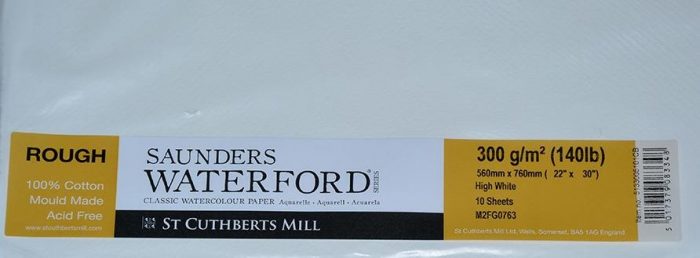 ROUGH
100% Cotton
Mould Made
Acid Free
www.stcuthbertsmill.com
SAUNDERS
WATERFORD®
SERIES
CLASSIC WATERCOLOUR PAPER Aquarelle • Aquarell • Acuarela
ST CUTHBERTS MILL
300 g/m² (140lb)
560mm x 760mm ( 22" x 30")
High White
10 Sheets
M2FG0763
St Cuthberts Mill Ltd, Wells, Somerset, BA5 1AG England